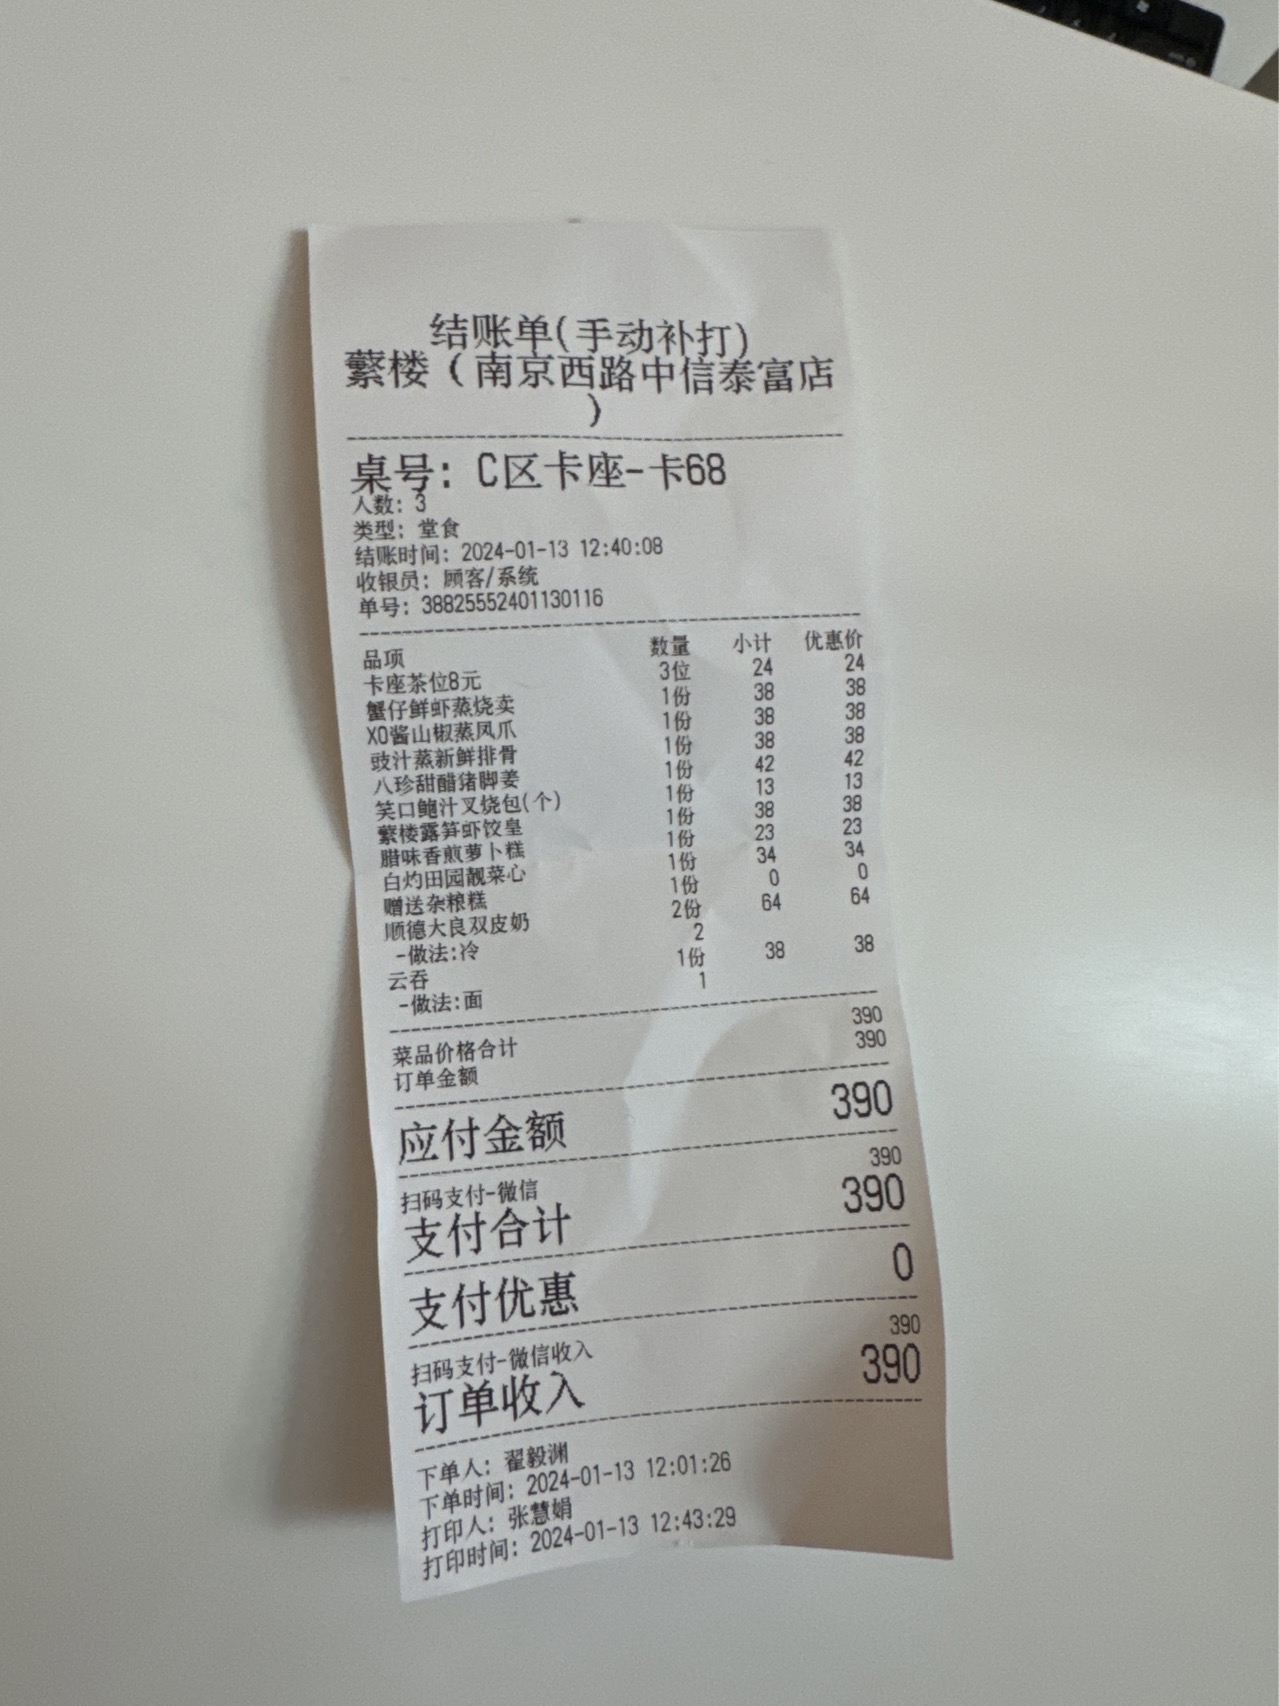 结账单(手动补打)
蘩楼（南京西路中信泰富店
）
桌号: C区卡座-卡68
人数: 3
类型: 堂食
结账时间: 2024-01-13 12:40:08
收银员: 顾客/系统
单号: 38825552401130116
品项 数量 小计 优惠价
卡座茶位8元 3位 24 24
蟹仔鲜虾蒸烧卖 1份 38 38
XO酱山椒蒸凤爪 1份 38 38
豉汁蒸新鲜排骨 1份 38 38
八珍甜醋猪脚姜 1份 42 42
笑口鲍汁叉烧包(个) 1份 13 13
蘩楼露笋虾饺皇 1份 38 38
腊味香煎萝卜糕 1份 23 23
白灼田园靓菜心 1份 34 34
赠送杂粮糕 1份 0 0
顺德大良双皮奶 2份 64 64
-做法:冷 2
云吞 1份 38 38
-做法:面 1
菜品价格合计 390
订单金额 390
应付金额 390
扫码支付-微信 390
支付合计 390
支付优惠 0
扫码支付-微信收入 390
订单收入 390
下单人: 翟毅渊
下单时间: 2024-01-13 12:01:26
打印人: 张慧娟
打印时间: 2024-01-13 12:43:29